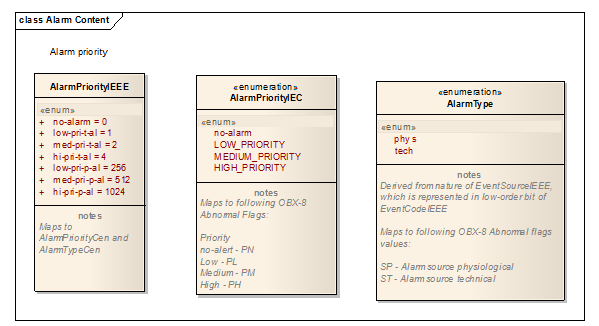 class Alarm Content
Alarm priority
AlarmPriorityIEEE
«enum»
+ no-alarm = 0
+ low-pri-t-al = 1
+ med-pri-t-al = 2
+ hi-pri-t-al = 4
+ low-pri-p-al = 256
+ med-pri-p-al = 512
+ hi-pri-p-al = 1024
notes
Maps to
AlarmPriorityCen and
AlarmTypeCen
«enumeration»
AlarmPriorityIEC
no-alarm
LOW_PRIORITY
MEDIUM_PRIORITY
HIGH_PRIORITY
notes
Maps to following OBX-8
Abnormal Flags:
Priority
no-alert - PN
Low - PL
Medium - PM
High - PH
«enumeration»
AlarmType
«enum»
phys
tech
notes
Derived from nature of EventSourceIEEE,
which is represented in low-order bit of
EventCodeIEEE
Maps to following OBX-8 Abnormal flags
values:
SP - Alarm source physiological
ST - Alarm source technical